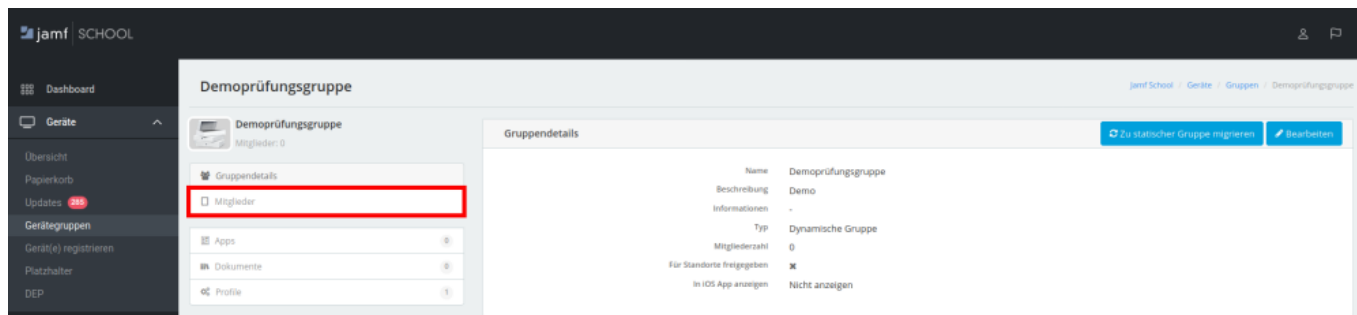 jamf SCHOOL
Dashboard
Geräte
Übersicht
Papierkorb
Updates 285
Gerätegruppen
Gerät(e) registrieren
Platzhalter
DEP
Demoprüfungsgruppe
Jamf School / Geräte / Gruppen / Demoprüfungsgruppe
Demoprüfungsgruppe
Mitglieder: 0
Gruppendetails
Mitglieder
Apps 0
Dokumente 0
Profile 1
Gruppendetails
Zu statischer Gruppe migrieren
Bearbeiten
Name Demoprüfungsgruppe
Beschreibung Demo
Informationen -
Typ Dynamische Gruppe
Mitgliederzahl 0
Für Standorte freigegeben ✖
In iOS App anzeigen Nicht anzeigen